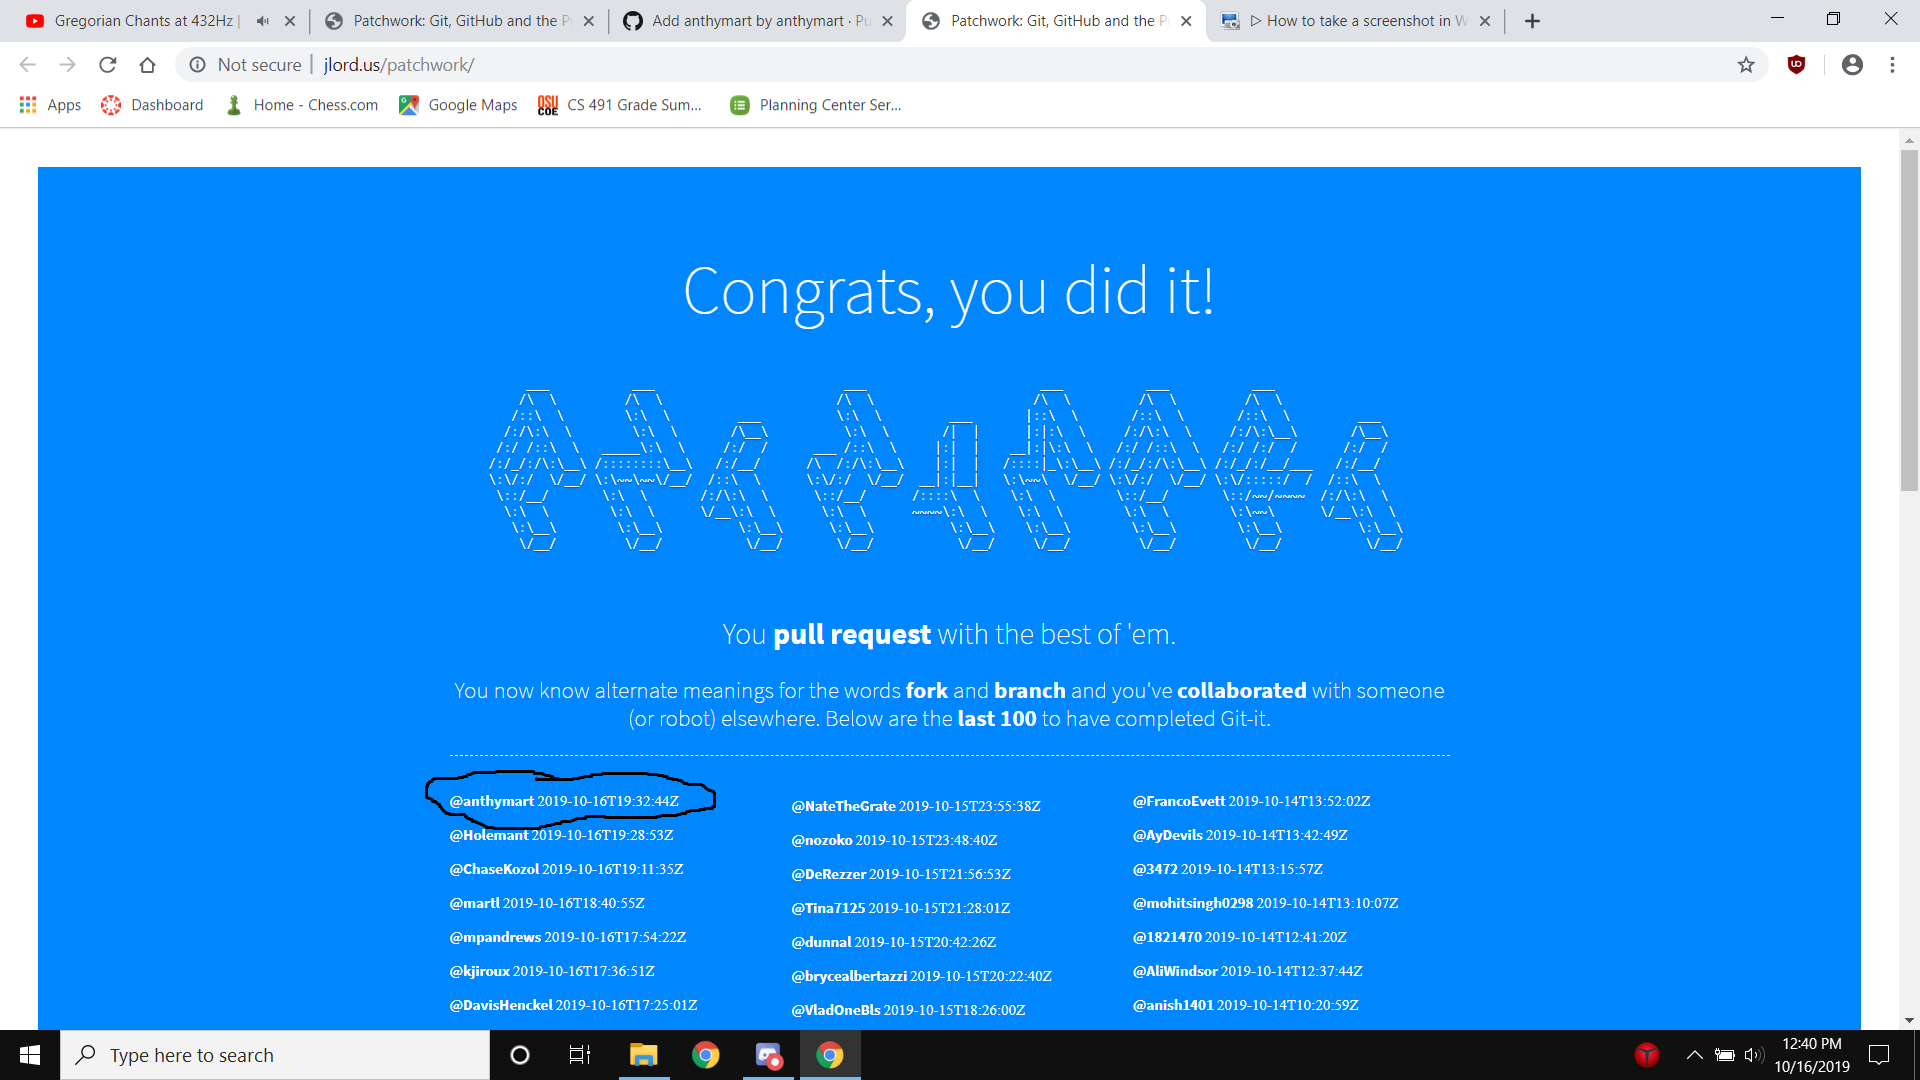 Gregorian Chants at 432Hz |
Patchwork: Git, GitHub and the P
Add anthymart by anthymart · Pu
Patchwork: Git, GitHub and the P
▷ How to take a screenshot in W
Not secure | jlord.us/patchwork/
Apps
Dashboard
Home - Chess.com
Google Maps
OSU COE
CS 491 Grade Sum...
Planning Center Ser...
Congrats, you did it!
You pull request with the best of 'em.
You now know alternate meanings for the words fork and branch and you've collaborated with someone
(or robot) elsewhere. Below are the last 100 to have completed Git-it.
@anthymart 2019-10-16T19:32:44Z
@Holemant 2019-10-16T19:28:53Z
@ChaseKozol 2019-10-16T19:11:35Z
@martl 2019-10-16T18:40:55Z
@mpandrews 2019-10-16T17:54:22Z
@kjiroux 2019-10-16T17:36:51Z
@DavisHenckel 2019-10-16T17:25:01Z
@NateTheGrate 2019-10-15T23:55:38Z
@nozoko 2019-10-15T23:48:40Z
@DeRezzer 2019-10-15T21:56:53Z
@Tina7125 2019-10-15T21:28:01Z
@dunnal 2019-10-15T20:42:26Z
@brycealbertazzi 2019-10-15T20:22:40Z
@VladOneBls 2019-10-15T18:26:00Z
@FrancoEvett 2019-10-14T13:52:02Z
@AyDevils 2019-10-14T13:42:49Z
@3472 2019-10-14T13:15:57Z
@mohitsingh0298 2019-10-14T13:10:07Z
@1821470 2019-10-14T12:41:20Z
@AliWindsor 2019-10-14T12:37:44Z
@anish1401 2019-10-14T10:20:59Z
Type here to search
12:40 PM
10/16/2019